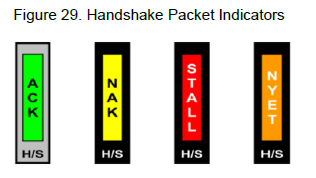 Figure 29. Handshake Packet Indicators
ACK
NAK
STALL
NYET
H/S
H/S
H/S
H/S